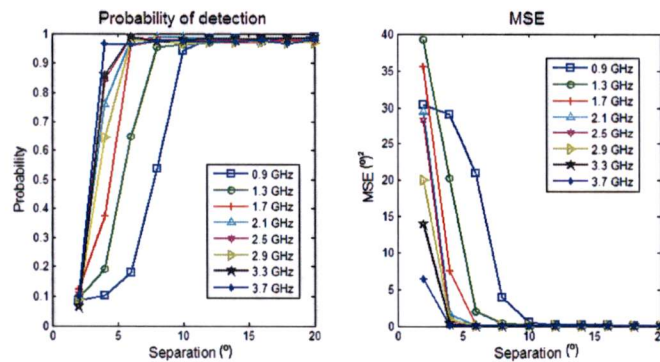 Probability of detection
1
0.9
0.8
0.7
0.6
0.5
0.4
0.3
0.2
0.1
0
Probability
0.9 GHz
1.3 GHz
1.7 GHz
2.1 GHz
2.5 GHz
2.9 GHz
3.3 GHz
3.7 GHz
0 5 10 15 20
Separation (º)
MSE
40
35
30
25
20
15
10
5
0
MSE (º)²
0.9 GHz
1.3 GHz
1.7 GHz
2.1 GHz
2.5 GHz
2.9 GHz
3.3 GHz
3.7 GHz
0 5 10 15 20
Separation (º)